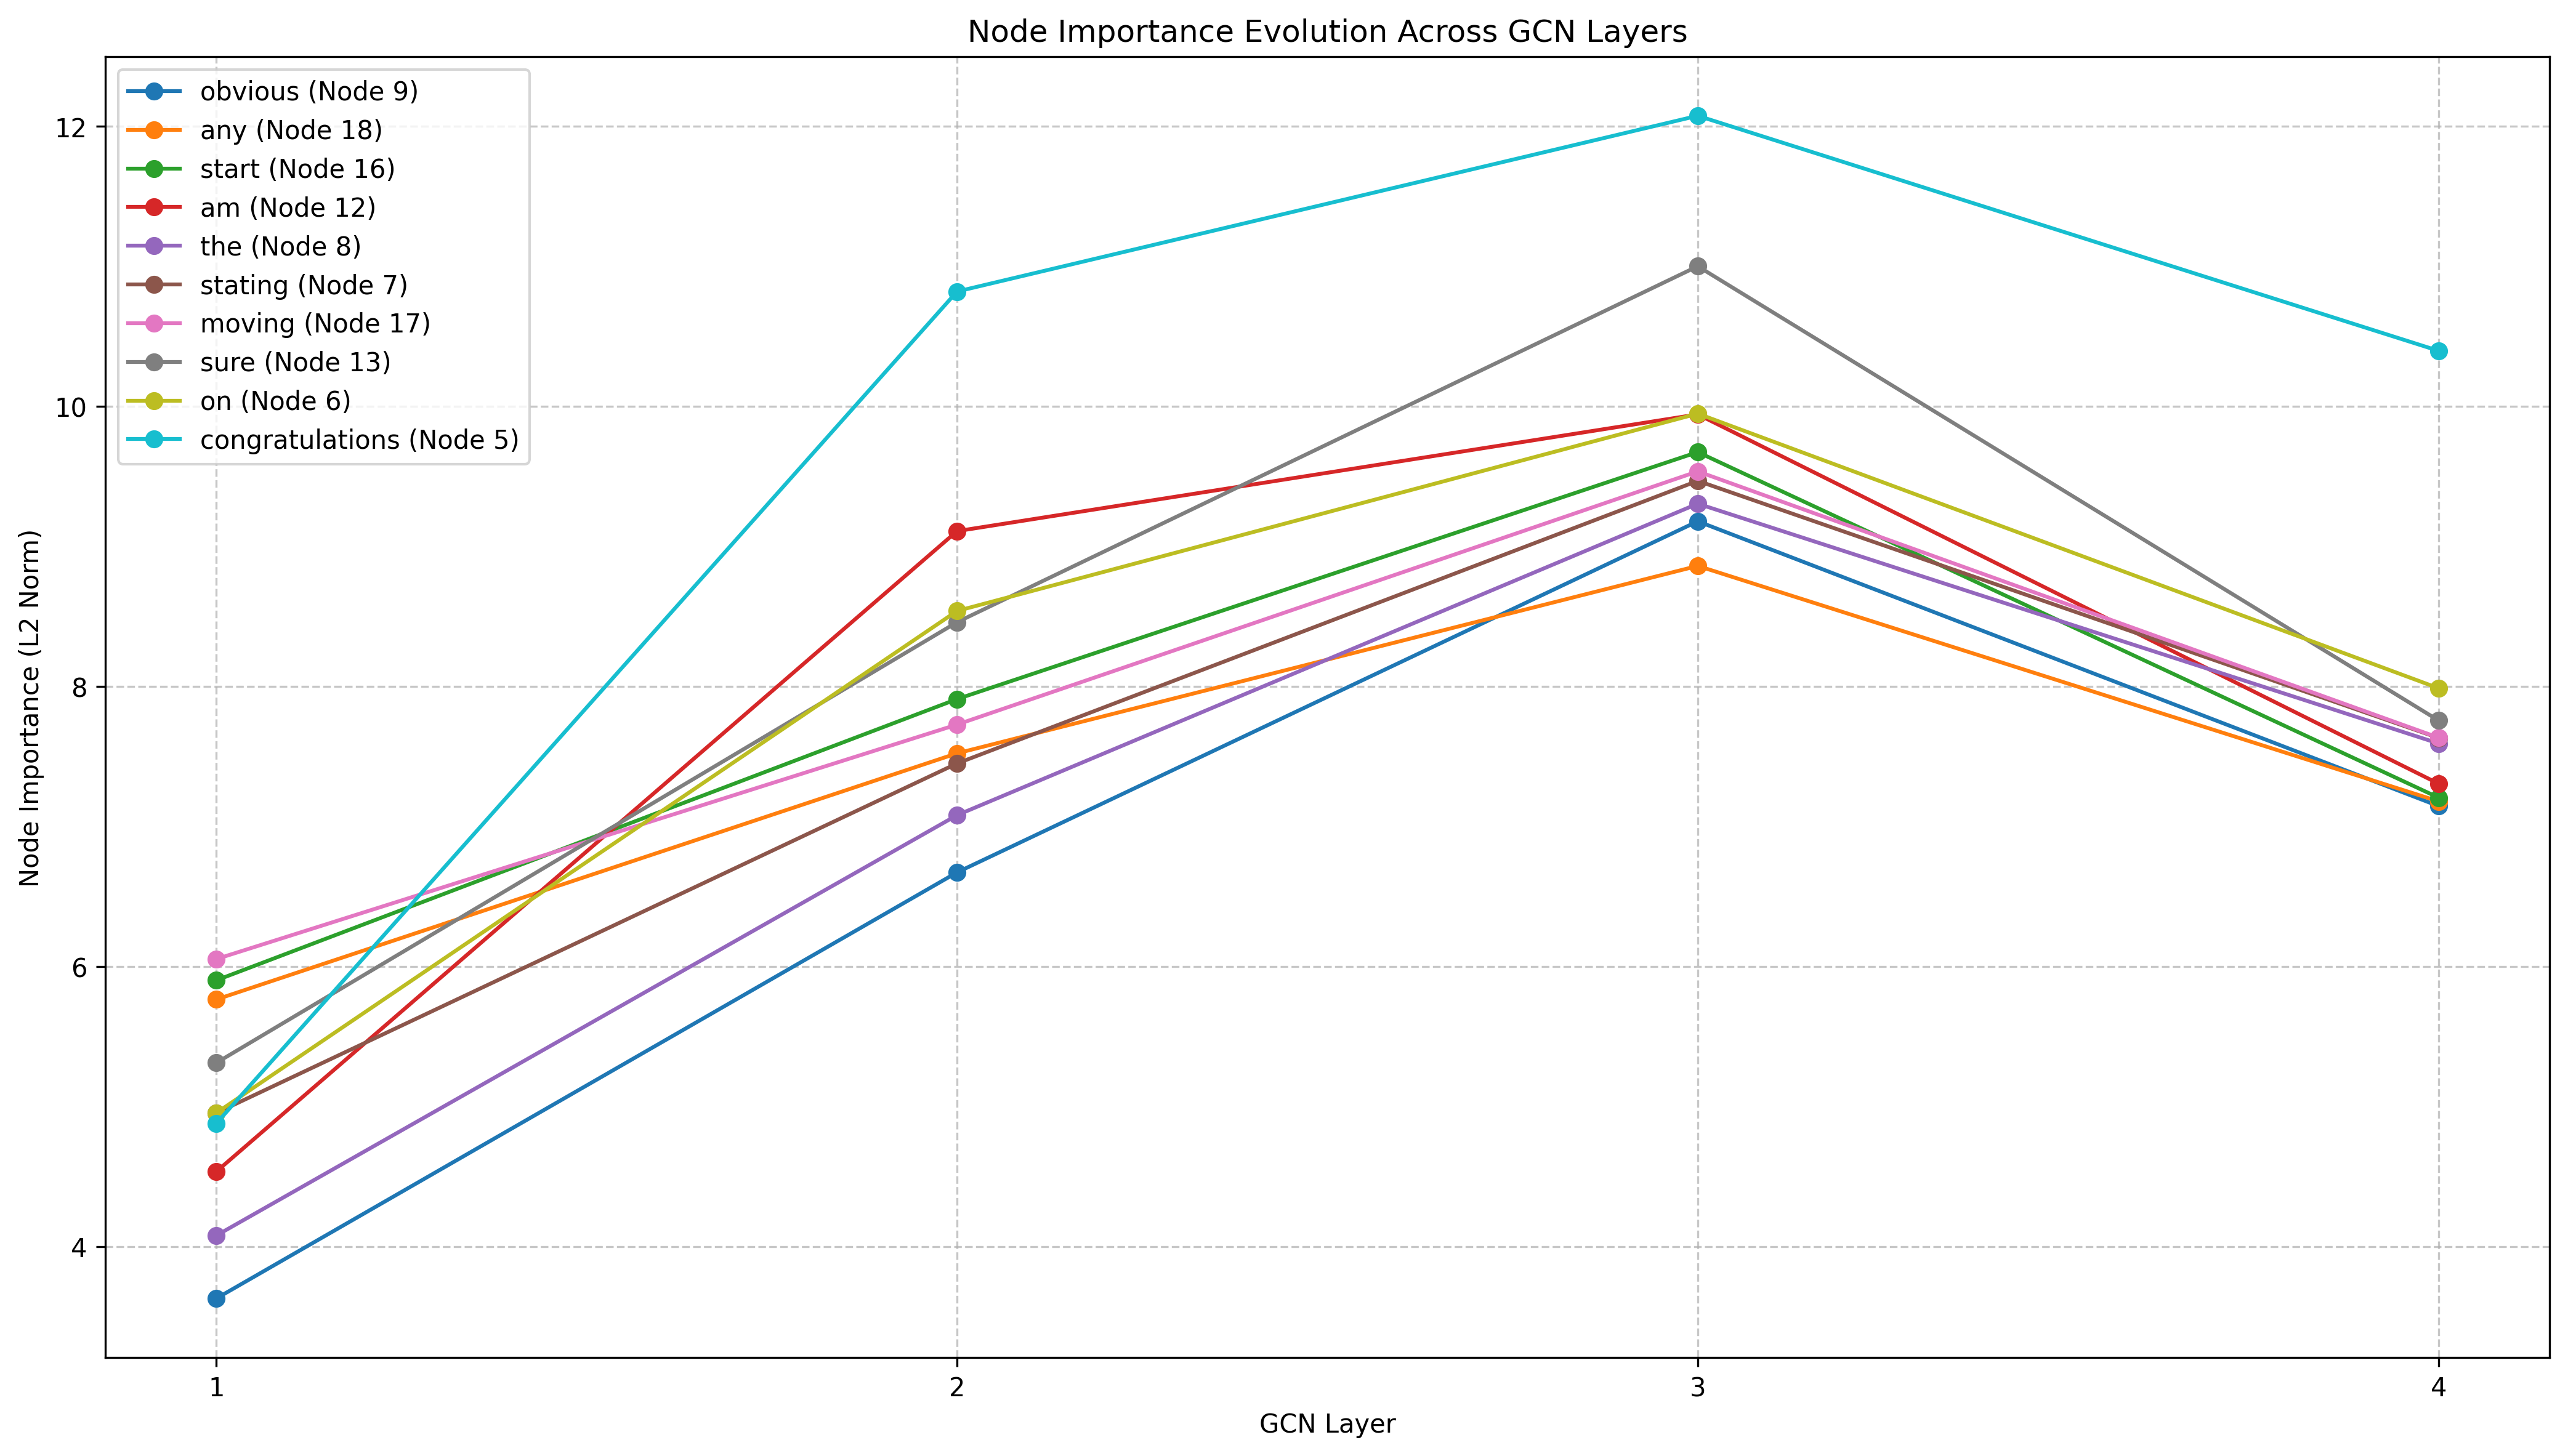 Node Importance Evolution Across GCN Layers
obvious (Node 9)
any (Node 18)
start (Node 16)
am (Node 12)
the (Node 8)
stating (Node 7)
moving (Node 17)
sure (Node 13)
on (Node 6)
congratulations (Node 5)
Node Importance (L2 Norm)
12
10
8
6
4
1 2 3 4
GCN Layer